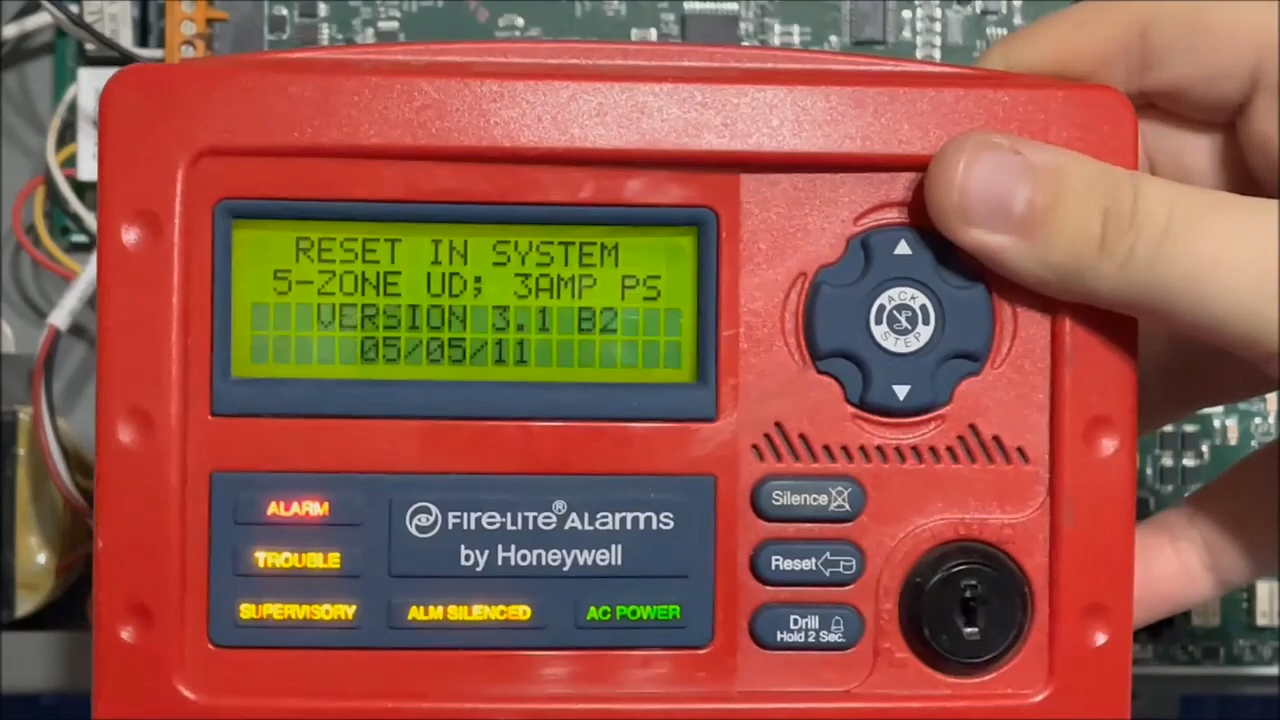 RESET IN SYSTEM
5-ZONE UD; 3AMP PS
VERSION 3.1 B2
05/05/11
ACK
STEP
ALARM
TROUBLE
SUPERVISORY
ALM SILENCED
AC POWER
FIRE-LITE® ALARMS
by Honeywell
Silence
Reset
Drill
Hold 2 Sec.